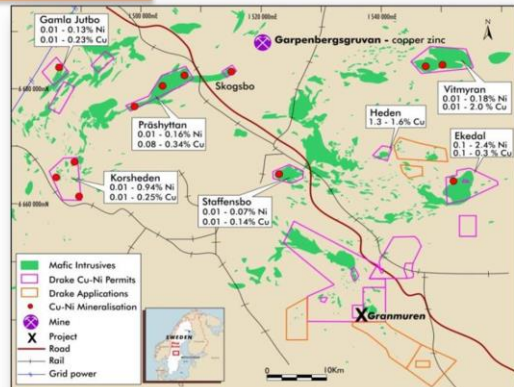 1 500 000mE
1 520 000mE
1 540 000mE
N
Gamla Jutbo
0.01 - 0.13% Ni
0.01 - 0.23% Cu
Garpenbergsgruvan - copper zinc
6 680 000mN
Skogsbo
Vitmyran
0.01 - 0.18% Ni
0.01 - 2.0% Cu
Präshyttan
0.01 - 0.16% Ni
0.08 - 0.34% Cu
Heden
1.3 - 1.6% Cu
Ekedal
0.1 - 2.4% Ni
0.1 - 0.3 % Cu
Korsheden
0.01 - 0.94% Ni
0.01 - 0.25% Cu
Staffensbo
0.01 - 0.07% Ni
0.01 - 0.14% Cu
6 660 000mN
Mafic Intrusives
Drake Cu-Ni Permits
Drake Applications
Cu-Ni Mineralisation
Mine
X Project
Road
Rail
Grid power
SWEDEN
X Granmuren
0 10Km